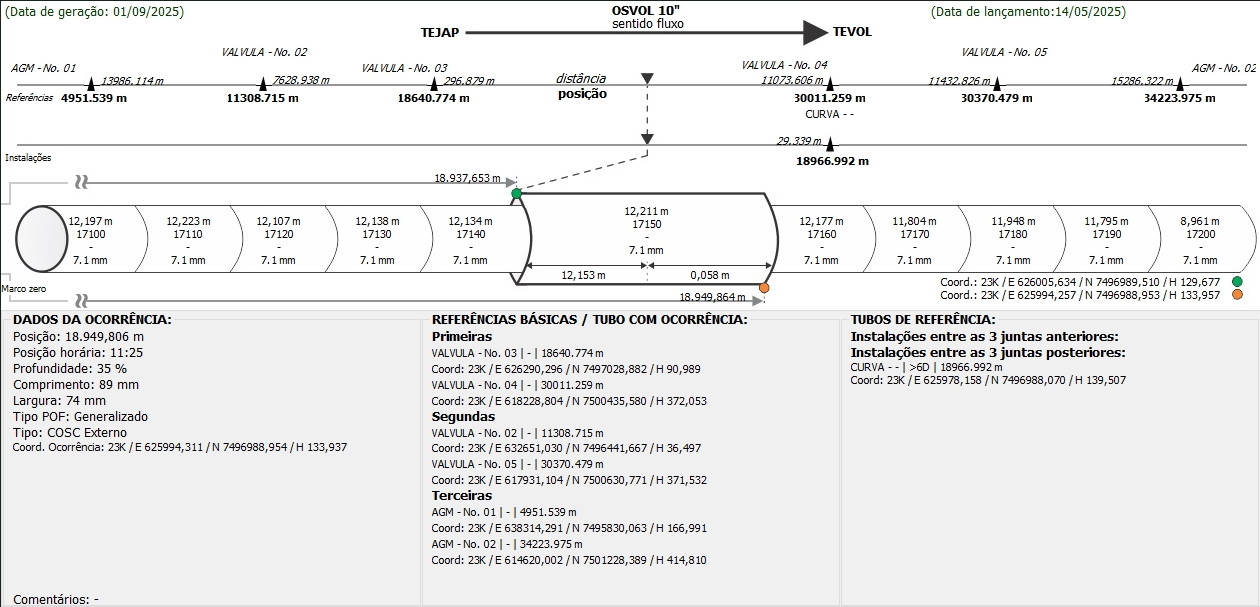 (Data de geração: 01/09/2025)
OSVOL 10"
(Data de lançamento:14/05/2025)
TEJAP
sentido fluxo
TEVOL
VALVULA - No. 02
VALVULA - No. 05
AGM - No. 01
VALVULA - No. 03
VALVULA - No. 04
AGM - No. 02
13986.114 m
7628.938 m
296.879 m
distância
11073.606 m
11432.826 m
15286.322 m
Referências
4951.539 m
11308.715 m
18640.774 m
posição
30011.259 m
30370.479 m
34223.975 m
CURVA - -
29.339 m
Instalações
18966.992 m
18.937,653 m
12,197 m
17100
-
7.1 mm
12,223 m
17110
-
7.1 mm
12,107 m
17120
-
7.1 mm
12,138 m
17130
-
7.1 mm
12,134 m
17140
-
7.1 mm
12,211 m
17150
-
7.1 mm
12,153 m
0,058 m
12,177 m
17160
-
7.1 mm
11,804 m
17170
-
7.1 mm
11,948 m
17180
-
7.1 mm
11,795 m
17190
-
7.1 mm
8,961 m
17200
-
7.1 mm
Marco zero
18.949,864 m
Coord.: 23K / E 626005,634 / N 7496989,510 / H 129,677
Coord.: 23K / E 625994,257 / N 7496988,953 / H 133,957
DADOS DA OCORRÊNCIA:
Posição: 18.949,806 m
Posição horária: 11:25
Profundidade: 35 %
Comprimento: 89 mm
Largura: 74 mm
Tipo POF: Generalizado
Tipo: COSC Externo
Coord. Ocorrência: 23K / E 625994,311 / N 7496988,954 / H 133,937
Comentários: -
REFERÊNCIAS BÁSICAS / TUBO COM OCORRÊNCIA:
Primeiras
VALVULA - No. 03 | - | 18640.774 m
Coord: 23K / E 626290,296 / N 7497028,882 / H 90,989
VALVULA - No. 04 | - | 30011.259 m
Coord: 23K / E 618228,804 / N 7500435,580 / H 372,053
Segundas
VALVULA - No. 02 | - | 11308.715 m
Coord: 23K / E 632651,030 / N 7496441,667 / H 36,497
VALVULA - No. 05 | - | 30370.479 m
Coord: 23K / E 617931,104 / N 7500630,771 / H 371,532
Terceiras
AGM - No. 01 | - | 4951.539 m
Coord: 23K / E 638314,291 / N 7495830,063 / H 166,991
AGM - No. 02 | - | 34223.975 m
Coord: 23K / E 614620,002 / N 7501228,389 / H 414,810
TUBOS DE REFERÊNCIA:
Instalações entre as 3 juntas anteriores:
Instalações entre as 3 juntas posteriores:
CURVA - - | >6D | 18966.992 m
Coord: 23K / E 625978,158 / N 7496988,070 / H 139,507